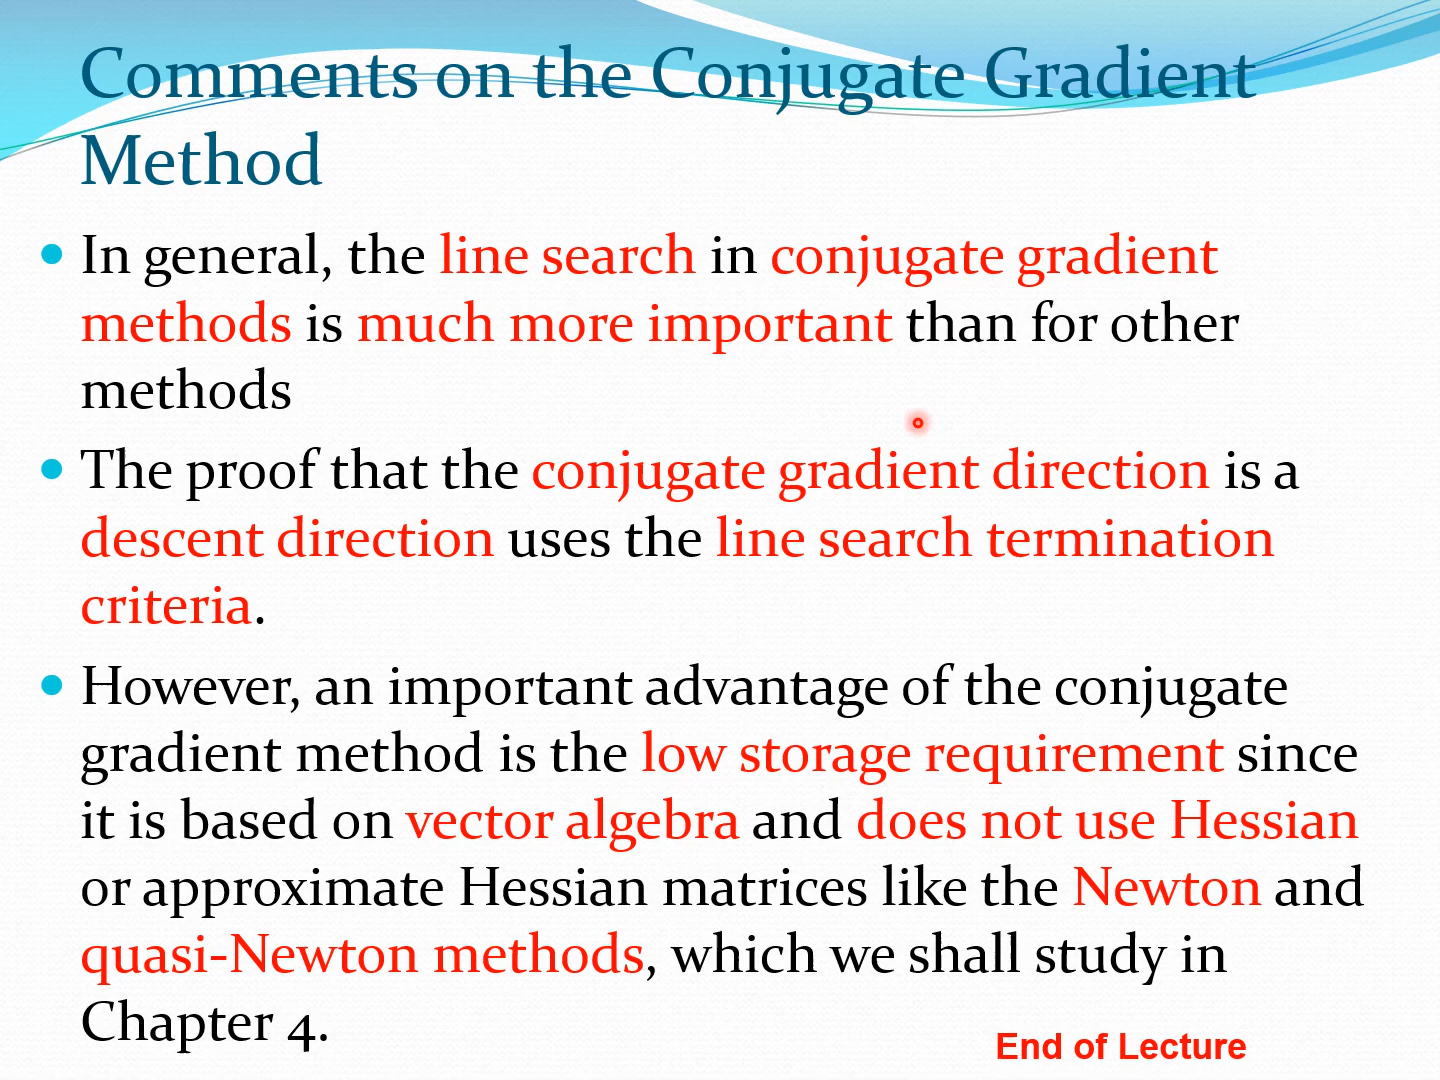 Comments on the Conjugate Gradient
Method
• In general, the line search in conjugate gradient
methods is much more important than for other
methods
• The proof that the conjugate gradient direction is a
descent direction uses the line search termination
criteria.
• However, an important advantage of the conjugate
gradient method is the low storage requirement since
it is based on vector algebra and does not use Hessian
or approximate Hessian matrices like the Newton and
quasi-Newton methods, which we shall study in
Chapter 4.
End of Lecture